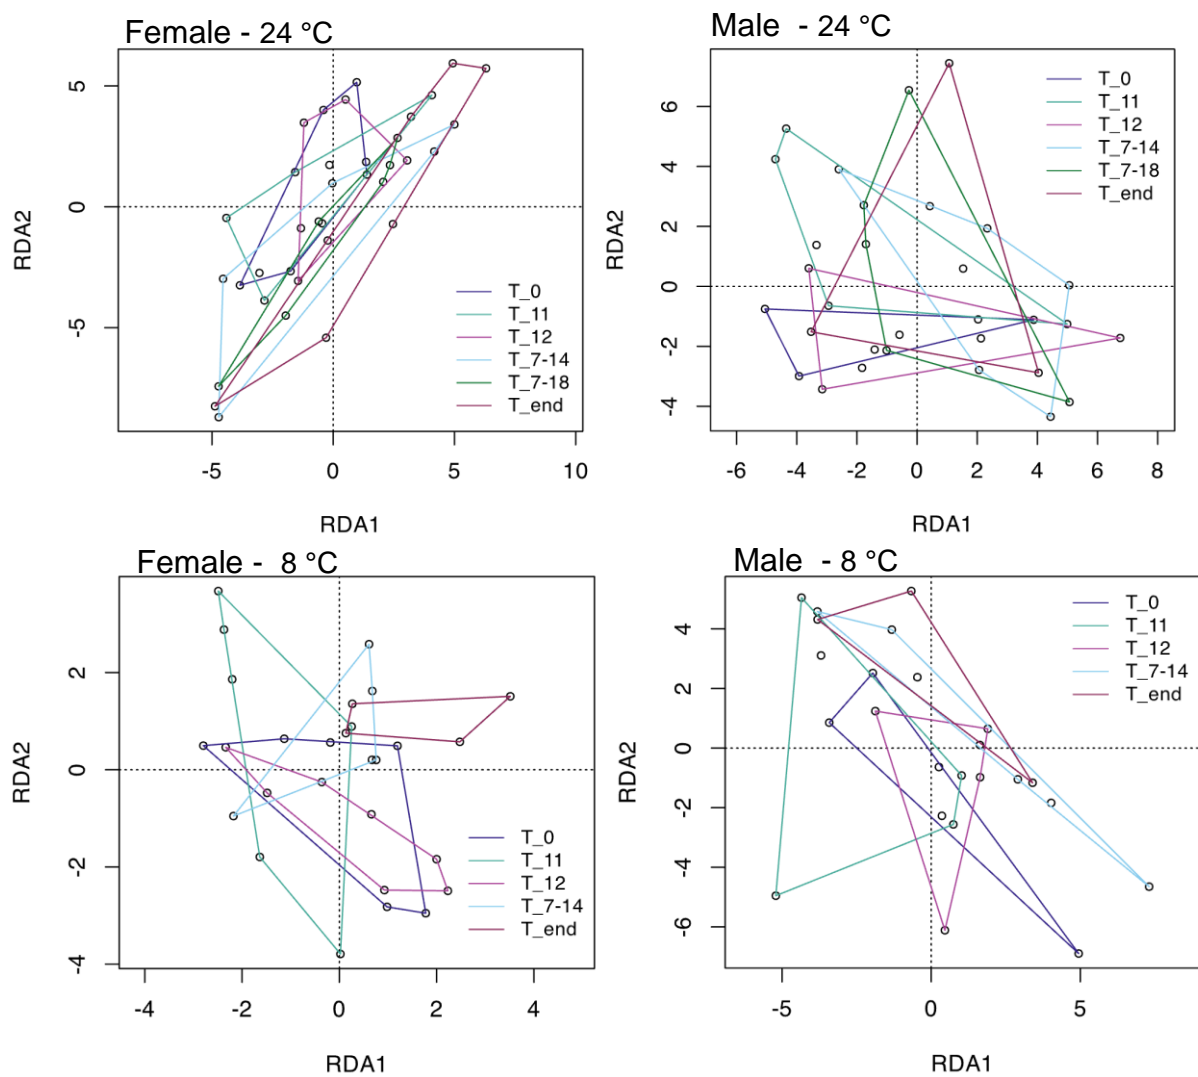 Female - 24 °C
RDA2
5
0
-5
-5
0
5
10
RDA1
T_0
T_11
T_12
T_7-14
T_7-18
T_end
Male - 24 °C
RDA2
6
4
2
0
-2
-4
-6
-4
-2
0
2
4
6
8
RDA1
T_0
T_11
T_12
T_7-14
T_7-18
T_end
Female - 8 °C
RDA2
2
0
-2
-4
-4
-2
0
2
4
RDA1
T_0
T_11
T_12
T_7-14
T_end
Male - 8 °C
RDA2
4
2
0
-2
-4
-6
-5
0
5
RDA1
T_0
T_11
T_12
T_7-14
T_end